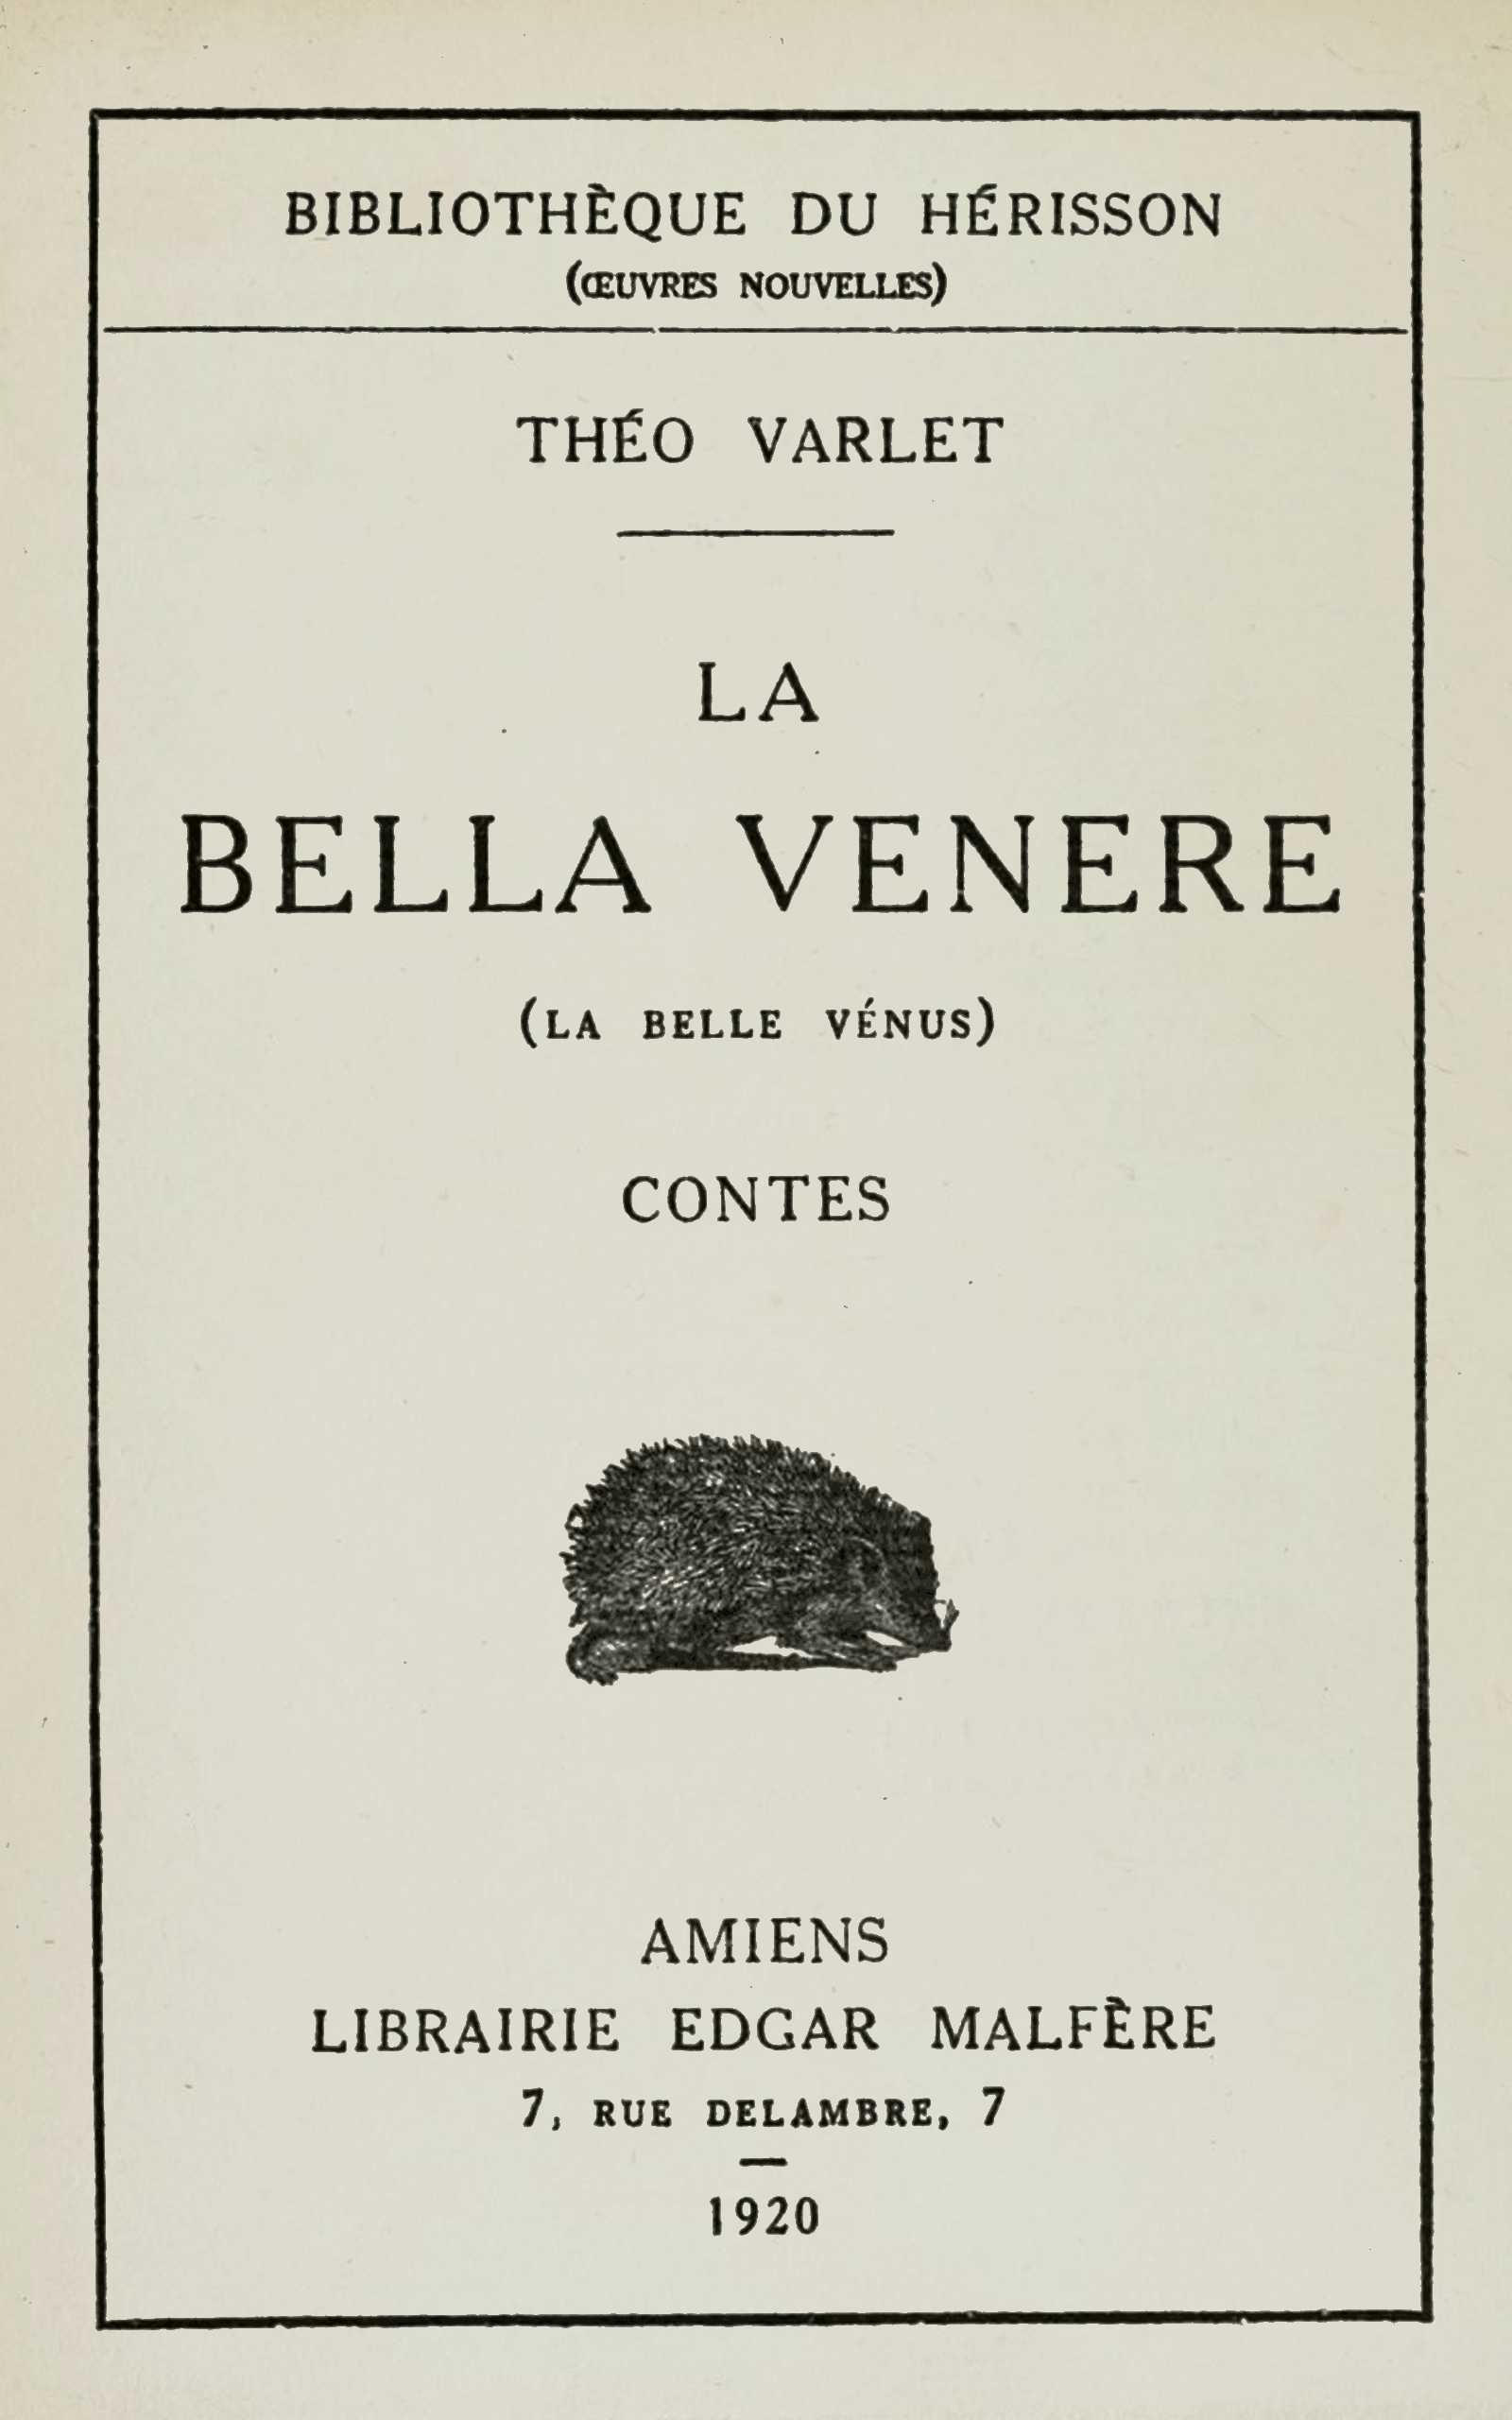 BIBLIOTHÈQUE DU HÉRISSON
(ŒUVRES NOUVELLES)
THÉO VARLET
LA
BELLA VENERE
(LA BELLE VÉNUS)
CONTES
AMIENS
LIBRAIRIE EDGAR MALFÈRE
7, RUE DELAMBRE, 7
1920